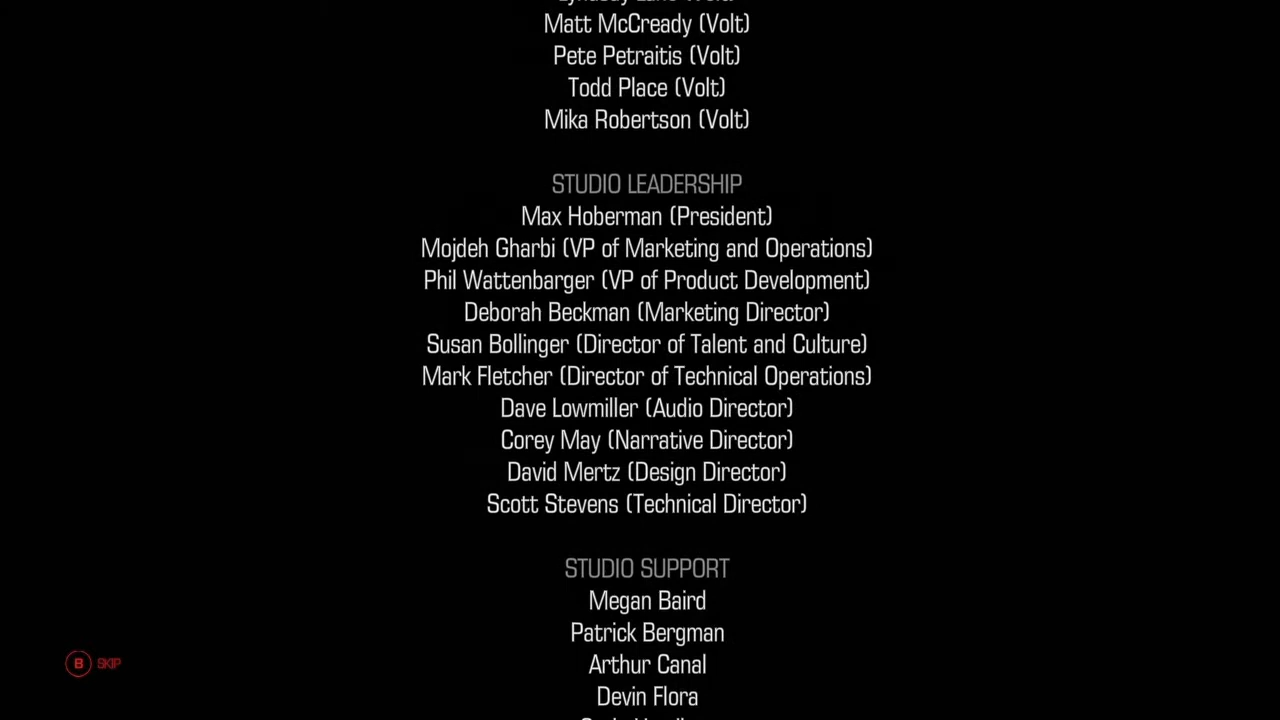 Matt McCready (Volt)
Pete Petraitis (Volt)
Todd Place (Volt)
Mika Robertson (Volt)
STUDIO LEADERSHIP
Max Hoberman (President)
Mojdeh Gharbi (VP of Marketing and Operations)
Phil Wattenbarger (VP of Product Development)
Deborah Beckman (Marketing Director)
Susan Bollinger (Director of Talent and Culture)
Mark Fletcher (Director of Technical Operations)
Dave Lowmiller (Audio Director)
Corey May (Narrative Director)
David Mertz (Design Director)
Scott Stevens (Technical Director)
STUDIO SUPPORT
Megan Baird
Patrick Bergman
Arthur Canal
Devin Flora
B SKIP